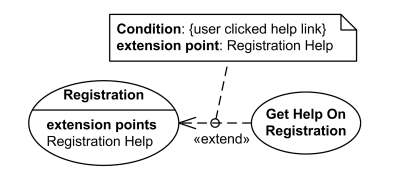 Condition: {user clicked help link}
extension point: Registration Help
Registration
extension points
Registration Help
«extend»
Get Help On
Registration